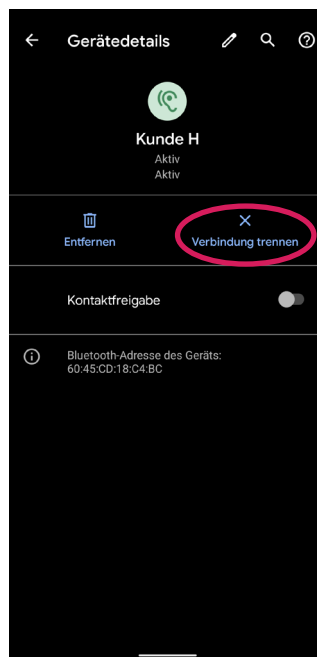 Gerätedetails
Kunde H
Aktiv
Aktiv
Entfernen
Verbindung trennen
Kontaktfreigabe
Bluetooth-Adresse des Geräts:
60:45:CD:18:C4:BC